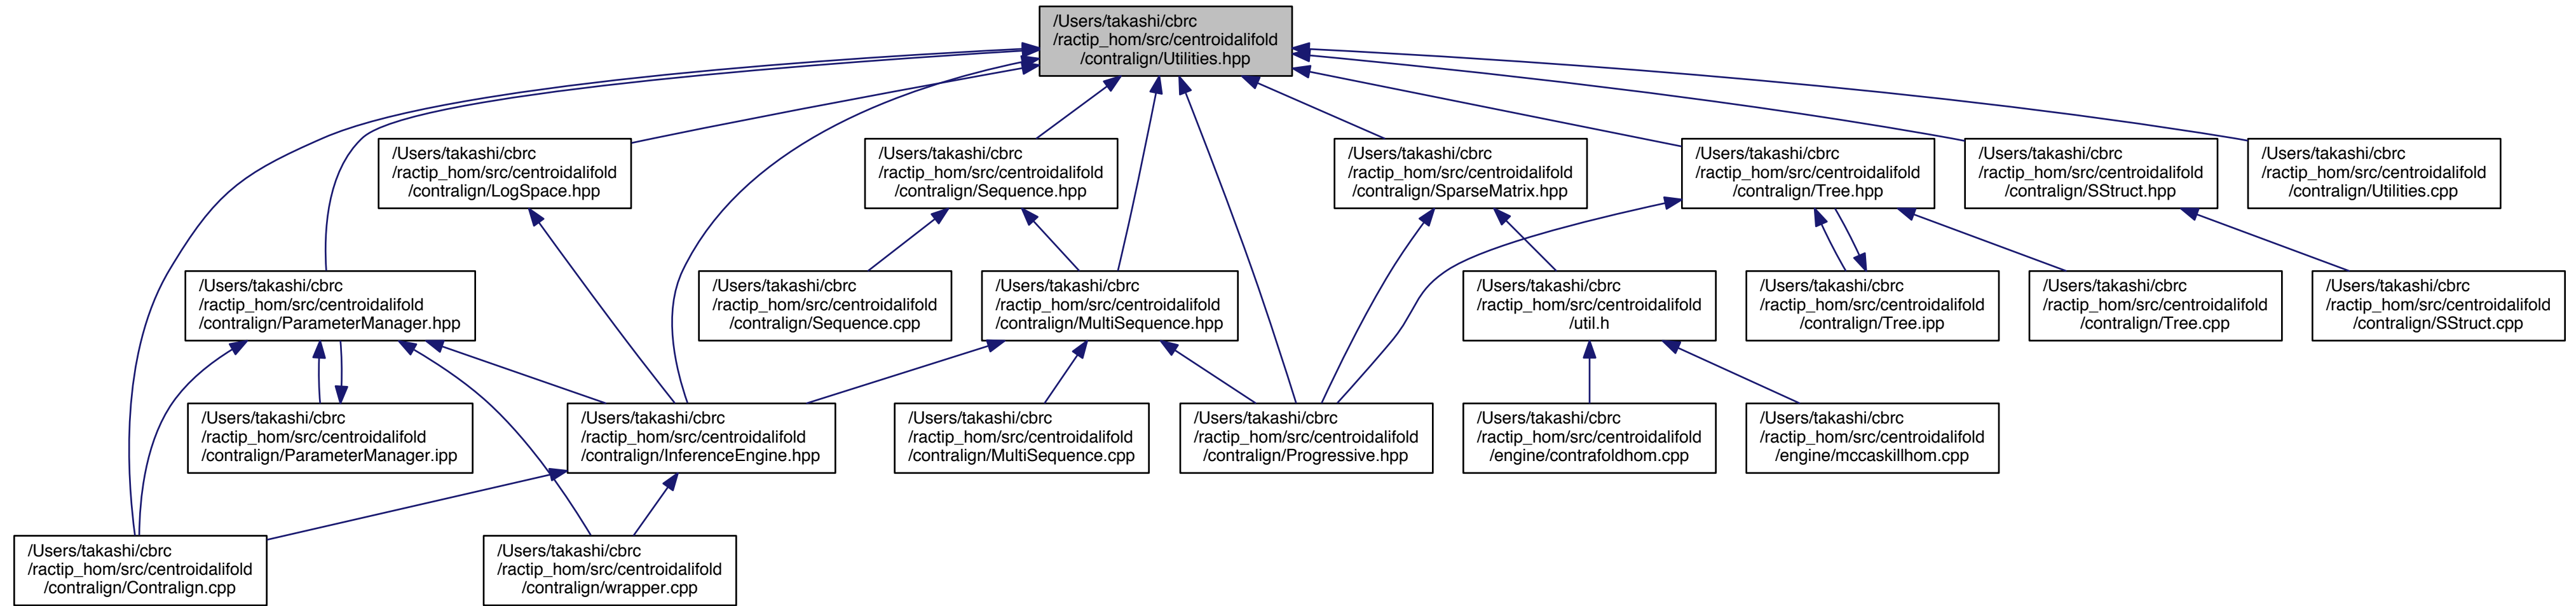 /Users/takashi/cbrc
/ractip_hom/src/centroidalifold
/contralign/Utilities.hpp
/Users/takashi/cbrc
/ractip_hom/src/centroidalifold
/contralign/LogSpace.hpp
/Users/takashi/cbrc
/ractip_hom/src/centroidalifold
/contralign/Sequence.hpp
/Users/takashi/cbrc
/ractip_hom/src/centroidalifold
/contralign/SparseMatrix.hpp
/Users/takashi/cbrc
/ractip_hom/src/centroidalifold
/contralign/Tree.hpp
/Users/takashi/cbrc
/ractip_hom/src/centroidalifold
/contralign/SStruct.hpp
/Users/takashi/cbrc
/ractip_hom/src/centroidalifold
/contralign/Utilities.cpp
/Users/takashi/cbrc
/ractip_hom/src/centroidalifold
/contralign/ParameterManager.hpp
/Users/takashi/cbrc
/ractip_hom/src/centroidalifold
/contralign/Sequence.cpp
/Users/takashi/cbrc
/ractip_hom/src/centroidalifold
/contralign/MultiSequence.hpp
/Users/takashi/cbrc
/ractip_hom/src/centroidalifold
/util.h
/Users/takashi/cbrc
/ractip_hom/src/centroidalifold
/contralign/Tree.ipp
/Users/takashi/cbrc
/ractip_hom/src/centroidalifold
/contralign/Tree.cpp
/Users/takashi/cbrc
/ractip_hom/src/centroidalifold
/contralign/SStruct.cpp
/Users/takashi/cbrc
/ractip_hom/src/centroidalifold
/contralign/ParameterManager.ipp
/Users/takashi/cbrc
/ractip_hom/src/centroidalifold
/contralign/InferenceEngine.hpp
/Users/takashi/cbrc
/ractip_hom/src/centroidalifold
/contralign/MultiSequence.cpp
/Users/takashi/cbrc
/ractip_hom/src/centroidalifold
/contralign/Progressive.hpp
/Users/takashi/cbrc
/ractip_hom/src/centroidalifold
/engine/contrafoldhom.cpp
/Users/takashi/cbrc
/ractip_hom/src/centroidalifold
/engine/mccaskillhom.cpp
/Users/takashi/cbrc
/ractip_hom/src/centroidalifold
/contralign/Contralign.cpp
/Users/takashi/cbrc
/ractip_hom/src/centroidalifold
/contralign/wrapper.cpp